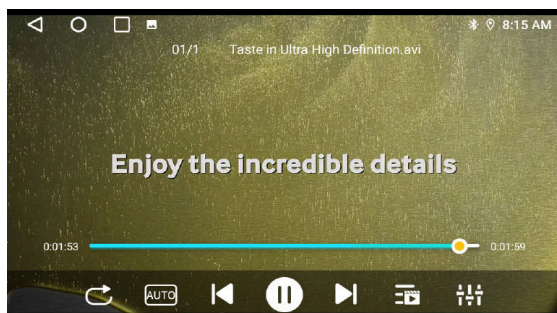 8:15 AM
01/1 Taste in Ultra High Definition.avi
Enjoy the incredible details
0:01:53 0:01:59
AUTO